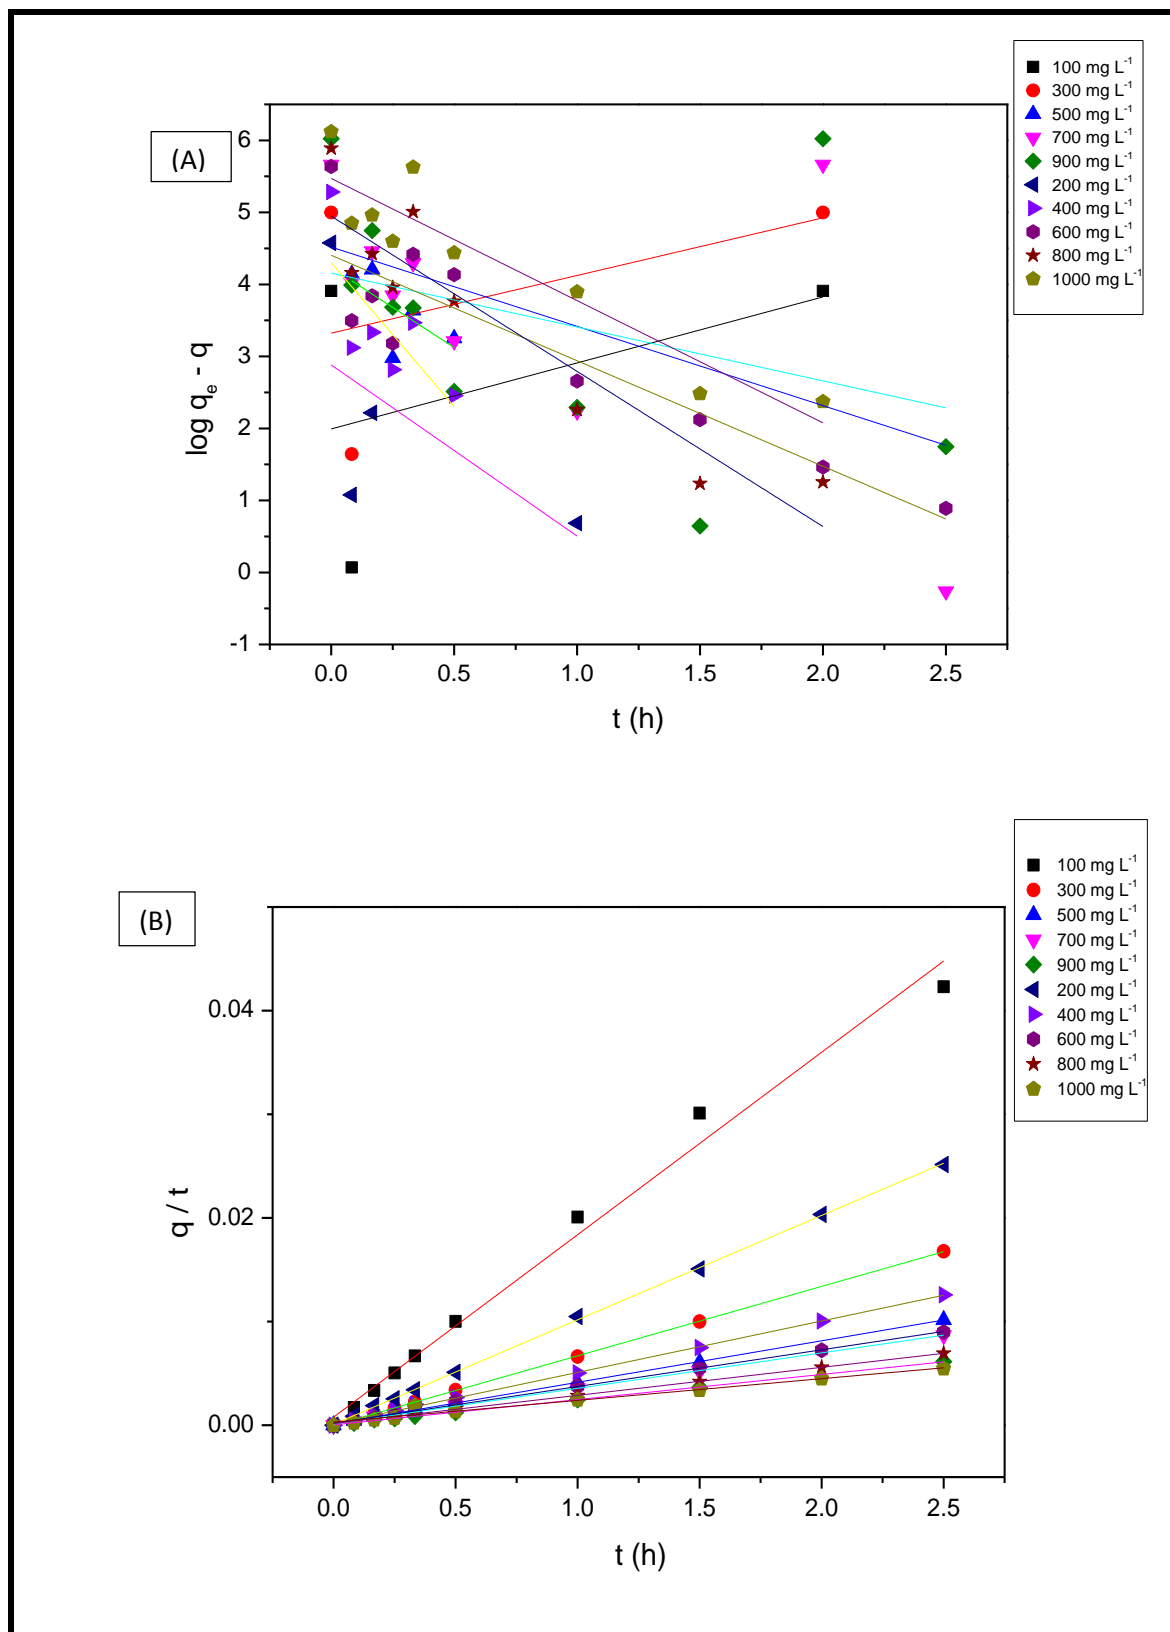 (A)
100 mg L⁻¹
300 mg L⁻¹
500 mg L⁻¹
700 mg L⁻¹
900 mg L⁻¹
200 mg L⁻¹
400 mg L⁻¹
600 mg L⁻¹
800 mg L⁻¹
1000 mg L⁻¹
6
5
4
3
2
1
0
-1
log qₑ - q
0.0 0.5 1.0 1.5 2.0 2.5
t (h)
(B)
100 mg L⁻¹
300 mg L⁻¹
500 mg L⁻¹
700 mg L⁻¹
900 mg L⁻¹
200 mg L⁻¹
400 mg L⁻¹
600 mg L⁻¹
800 mg L⁻¹
1000 mg L⁻¹
0.04
0.02
0.00
q / t
0.0 0.5 1.0 1.5 2.0 2.5
t (h)